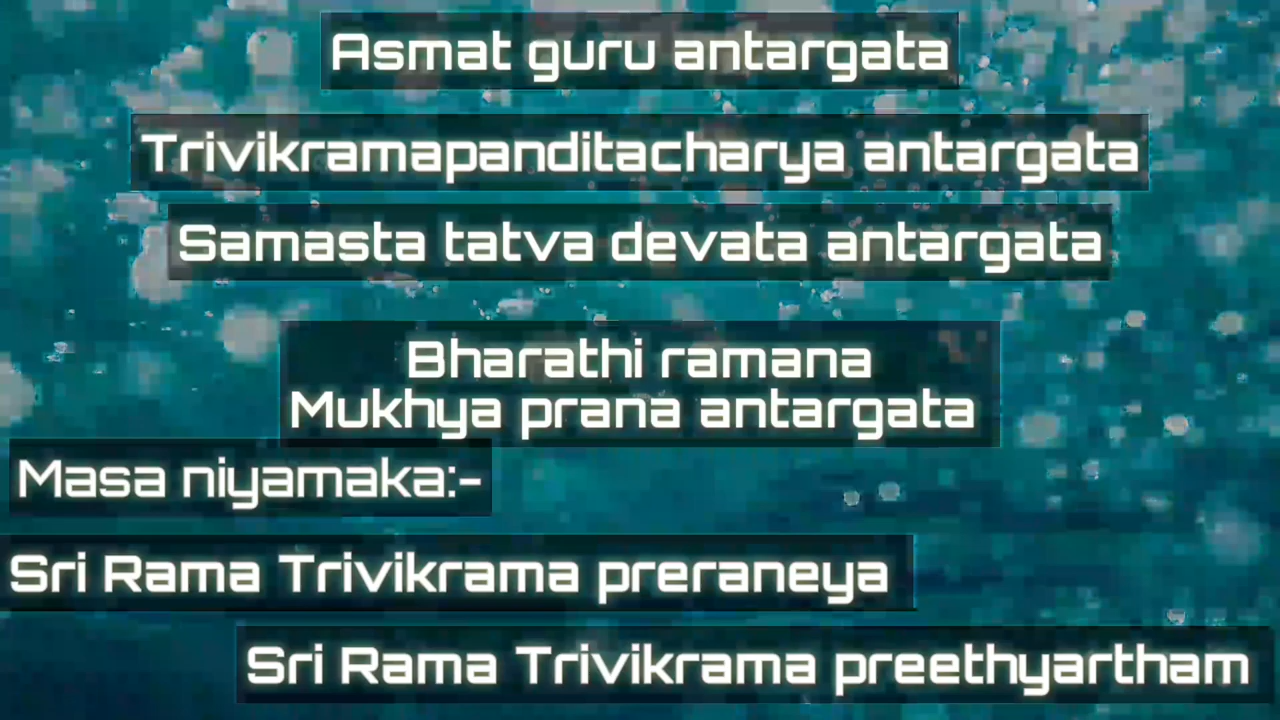 Asmat guru antargata
Trivikramapanditacharya antargata
Samasta tatva devata antargata
Bharathi ramana
Mukhya prana antargata
Masa niyamaka:-
Sri Rama Trivikrama preraneya
Sri Rama Trivikrama preethyartham